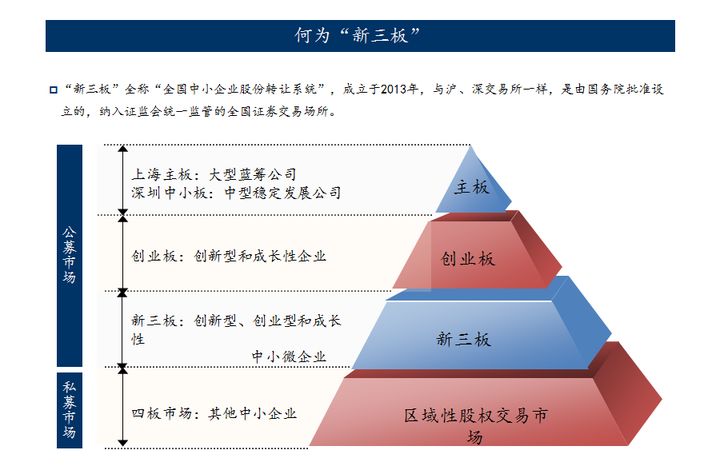 何为“新三板”
“新三板”全称“全国中小企业股份转让系统”，成立于2013年，与沪、深交易所一样，是由国务院批准设
立的，纳入证监会统一监管的全国证券交易场所。
公募市场
上海主板：大型蓝筹公司
深圳中小板：中型稳定发展公司
主板
创业板：创新型和成长性企业
创业板
新三板：创新型、创业型和成长
性
中小微企业
新三板
私募市场
四板市场：其他中小企业
区域性股权交易市
场